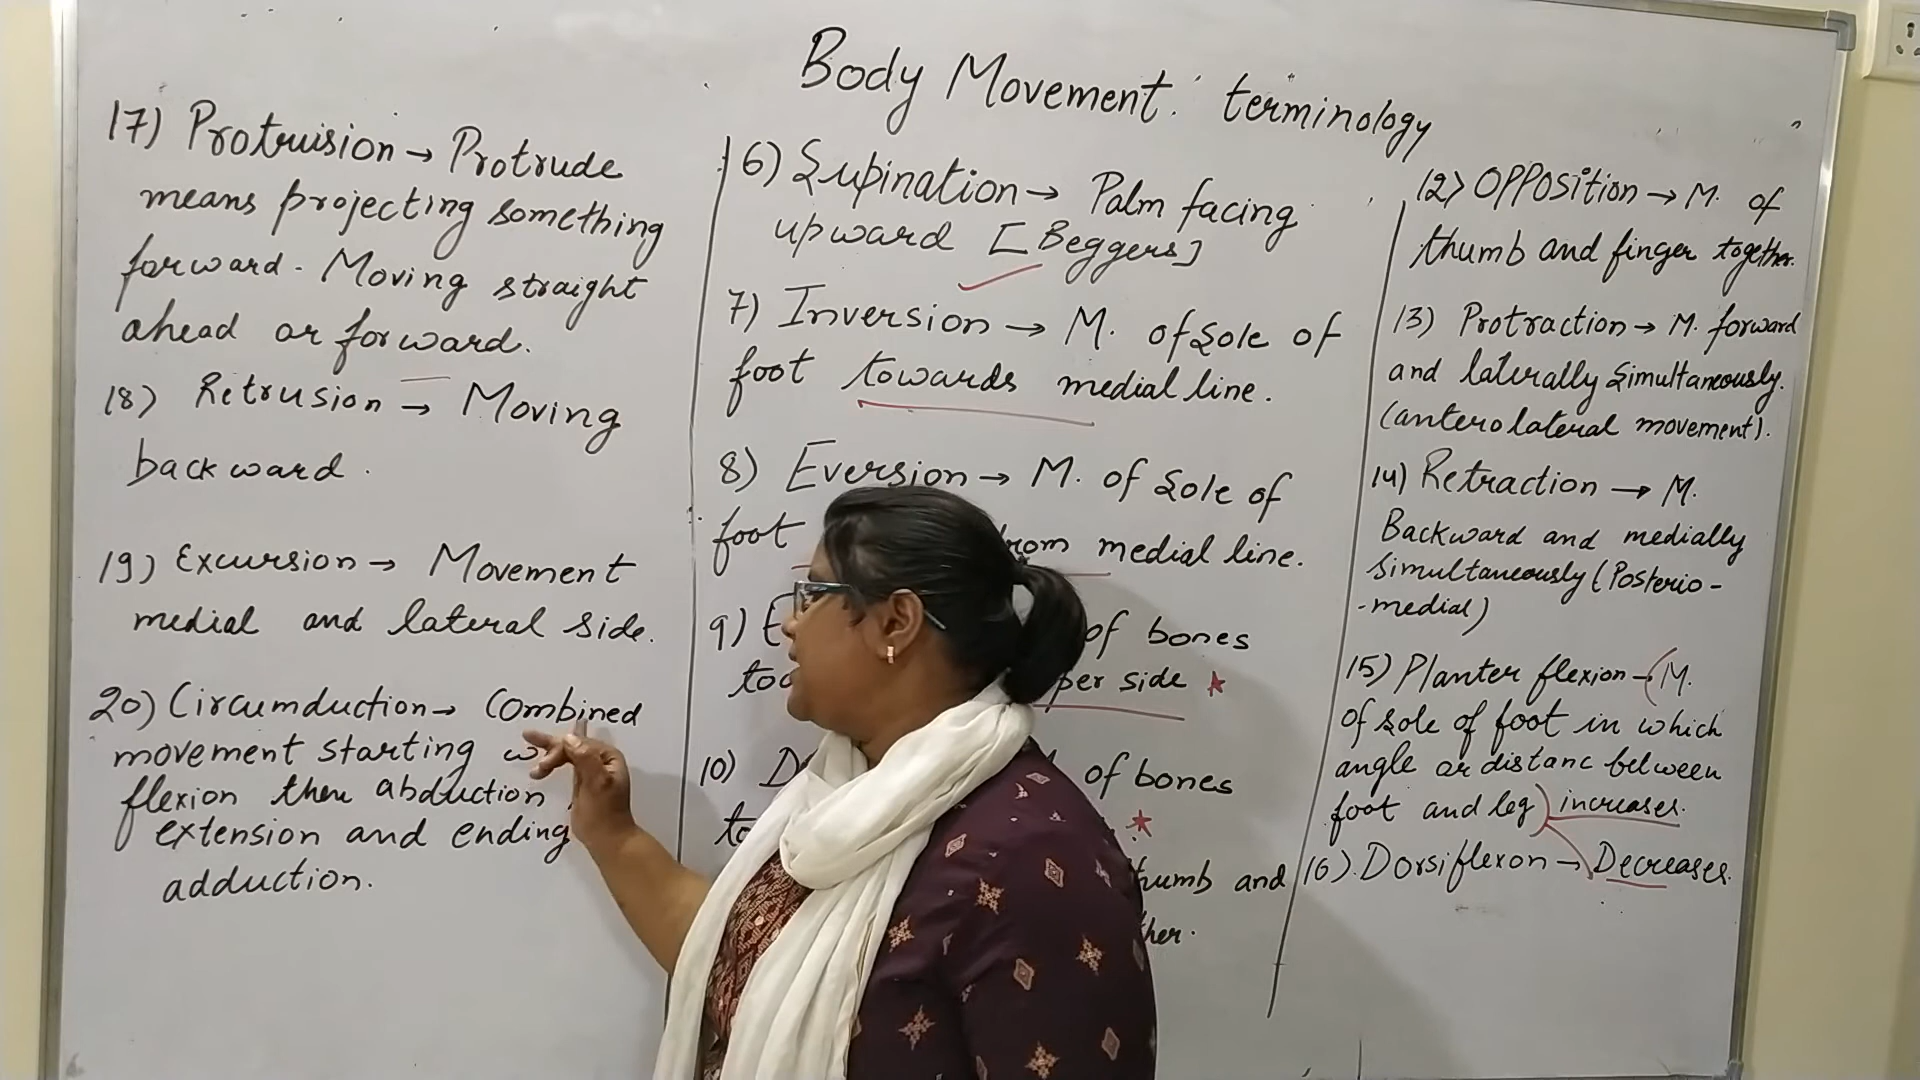 Body Movement: terminology
17) Protruision → Protrude
means projecting something
forward. Moving straight
ahead or forward.
18) Retrusion → Moving
backward.
19) Excursion → Movement
medial and lateral side.
20) Circumduction → Combined
movement starting
flexion then abduction
extension and ending
adduction.
6) Supination → Palm facing
upward [Beggers]
7) Inversion → M. of sole of
foot towards medial line.
8) Eversion → M. of sole of
foot from medial line.
9) of bones
side
10) of bones
thumb and
12) OPPOSITION → M. of
thumb and finger together.
13) Protraction → M. forward
and laterally simultaneously.
(anterolateral movement).
14) Retraction → M.
Backward and medially
simultaneously (Posterio-
-medial)
15) Planter flexion → (M.
of sole of foot in which
angle or distanc between
foot and leg) increases.
16). Dorsiflexon → Decreases.